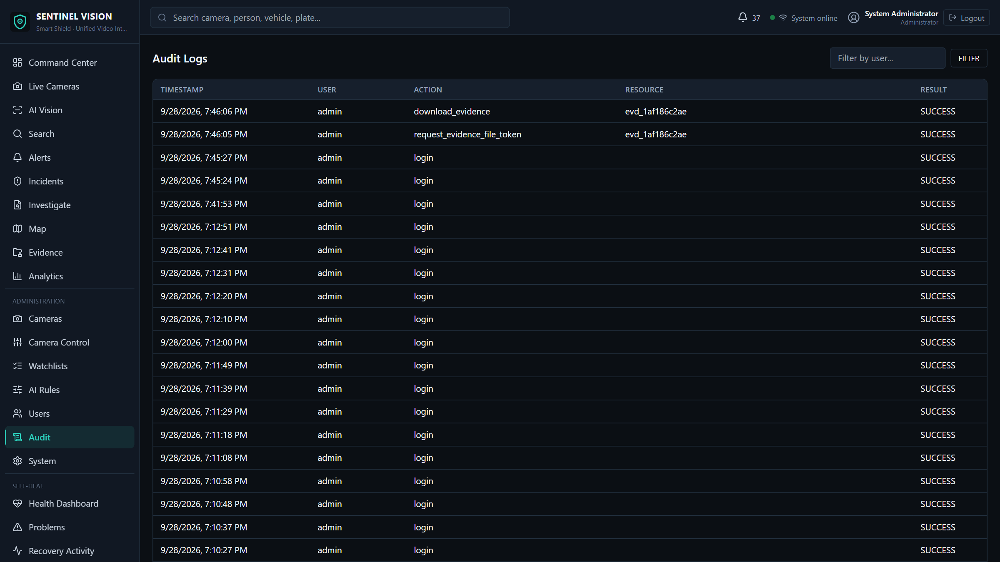 SENTINEL VISION
Smart Shield · Unified Video Int...
Search camera, person, vehicle, plate...
37
System online
System Administrator
Administrator
Logout
Command Center
Live Cameras
AI Vision
Search
Alerts
Incidents
Investigate
Map
Evidence
Analytics
ADMINISTRATION
Cameras
Camera Control
Watchlists
AI Rules
Users
Audit
System
SELF-HEAL
Health Dashboard
Problems
Recovery Activity
Audit Logs
Filter by user...
FILTER
TIMESTAMP USER ACTION RESOURCE RESULT
9/28/2026, 7:46:06 PM admin download_evidence evd_1af186c2ae SUCCESS
9/28/2026, 7:46:05 PM admin request_evidence_file_token evd_1af186c2ae SUCCESS
9/28/2026, 7:45:27 PM admin login SUCCESS
9/28/2026, 7:45:24 PM admin login SUCCESS
9/28/2026, 7:41:53 PM admin login SUCCESS
9/28/2026, 7:12:51 PM admin login SUCCESS
9/28/2026, 7:12:41 PM admin login SUCCESS
9/28/2026, 7:12:31 PM admin login SUCCESS
9/28/2026, 7:12:20 PM admin login SUCCESS
9/28/2026, 7:12:10 PM admin login SUCCESS
9/28/2026, 7:12:00 PM admin login SUCCESS
9/28/2026, 7:11:49 PM admin login SUCCESS
9/28/2026, 7:11:39 PM admin login SUCCESS
9/28/2026, 7:11:29 PM admin login SUCCESS
9/28/2026, 7:11:18 PM admin login SUCCESS
9/28/2026, 7:11:08 PM admin login SUCCESS
9/28/2026, 7:10:58 PM admin login SUCCESS
9/28/2026, 7:10:48 PM admin login SUCCESS
9/28/2026, 7:10:37 PM admin login SUCCESS
9/28/2026, 7:10:27 PM admin login SUCCESS